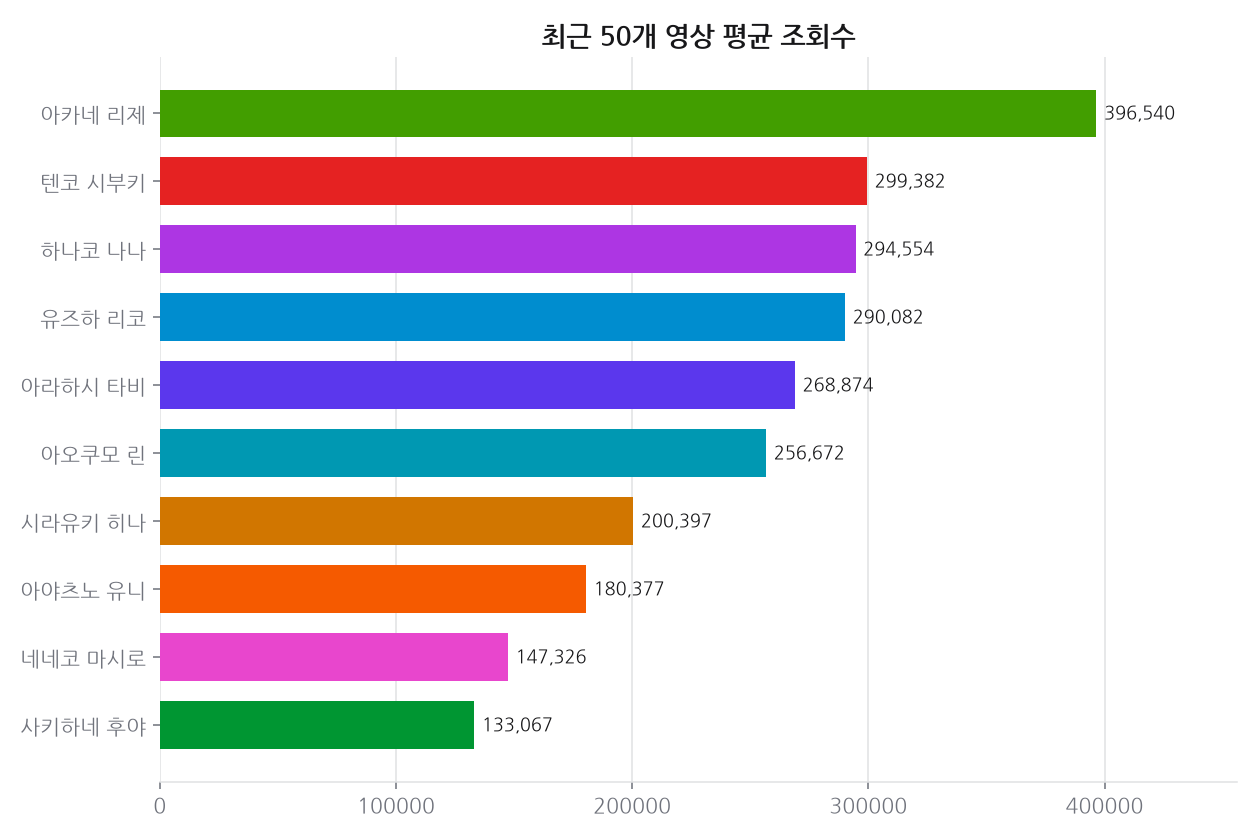 최근 50개 영상 평균 조회수
아카네 리제 396,540
텐코 시부키 299,382
하나코 나나 294,554
유즈하 리코 290,082
아라하시 타비 268,874
아오쿠모 린 256,672
시라유키 히나 200,397
아야츠노 유니 180,377
네네코 마시로 147,326
사키하네 후야 133,067
0 100000 200000 300000 400000